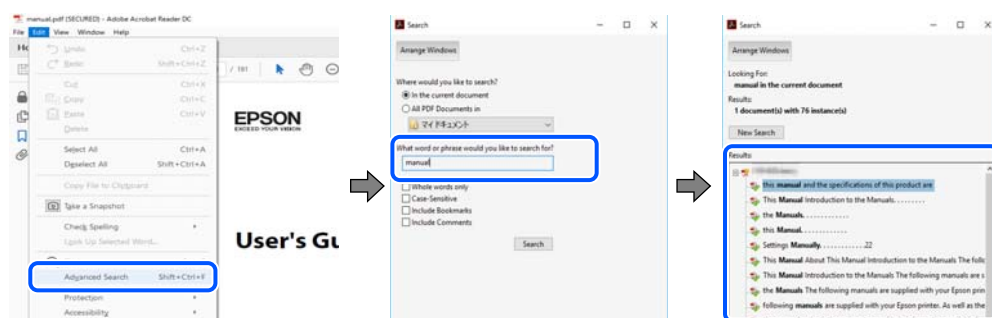 manual.pdf (SECURED) - Adobe Acrobat Reader DC
File Edit View Window Help
Undo Ctrl+Z
Redo Shift+Ctrl+Z
Cut Ctrl+X
Copy Ctrl+C
Paste Ctrl+V
Delete
Select All Ctrl+A
Deselect All Shift+Ctrl+A
Copy File to Clipboard
Take a Snapshot
Check Spelling
Look Up Selected Word...
Advanced Search Shift+Ctrl+F
Protection
Accessibility
/ 181
EPSON
EXCEED YOUR VISION
User's Gu
Search
Arrange Windows
Where would you like to search?
In the current document
All PDF Documents in
マイ ドキュメント
What word or phrase would you like to search for?
manual
Whole words only
Case-Sensitive
Include Bookmarks
Include Comments
Search
Search
Arrange Windows
Looking For:
manual in the current document
Results:
1 document(s) with 76 instance(s)
New Search
Results:
this manual and the specifications of this product are
This Manual Introduction to the Manuals. . . . . . . .
the Manuals. . . . . . . . . . . .
this Manual. . . . . . . . . . . .
Settings Manually. . . . . . . . . . . .22
This Manual About This Manual Introduction to the Manuals The follo
This Manual Introduction to the Manuals The following manuals are s
the Manuals The following manuals are supplied with your Epson prin
following manuals are supplied with your Epson printer. As well as the